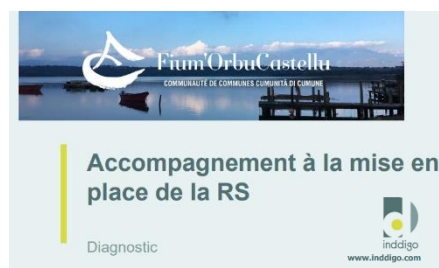 Fium'OrbuCastellu
COMMUNAUTÉ DE COMMUNES CUMUNITÀ DI CUMUNE
Accompagnement à la mise en
place de la RS
Diagnostic
inddigo
www.inddigo.com